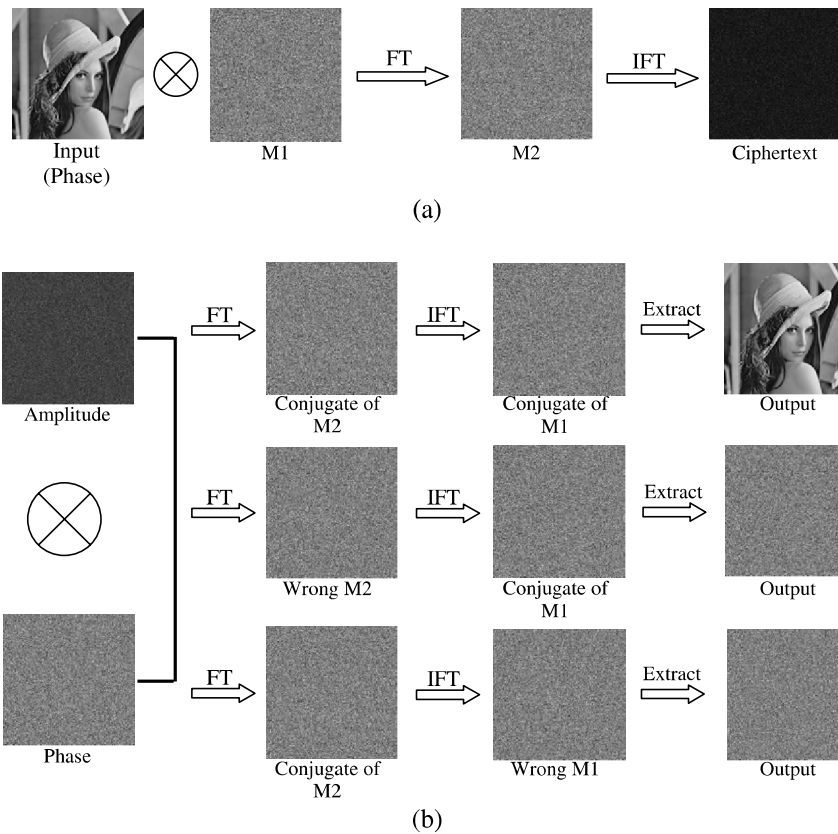 FT
IFT
Input
(Phase)
M1
M2
Ciphertext
(a)
FT
IFT
Extract
Amplitude
Conjugate of
M2
Conjugate of
M1
Output
FT
IFT
Extract
Wrong M2
Conjugate of
M1
Output
FT
IFT
Extract
Phase
Conjugate of
M2
Wrong M1
Output
(b)